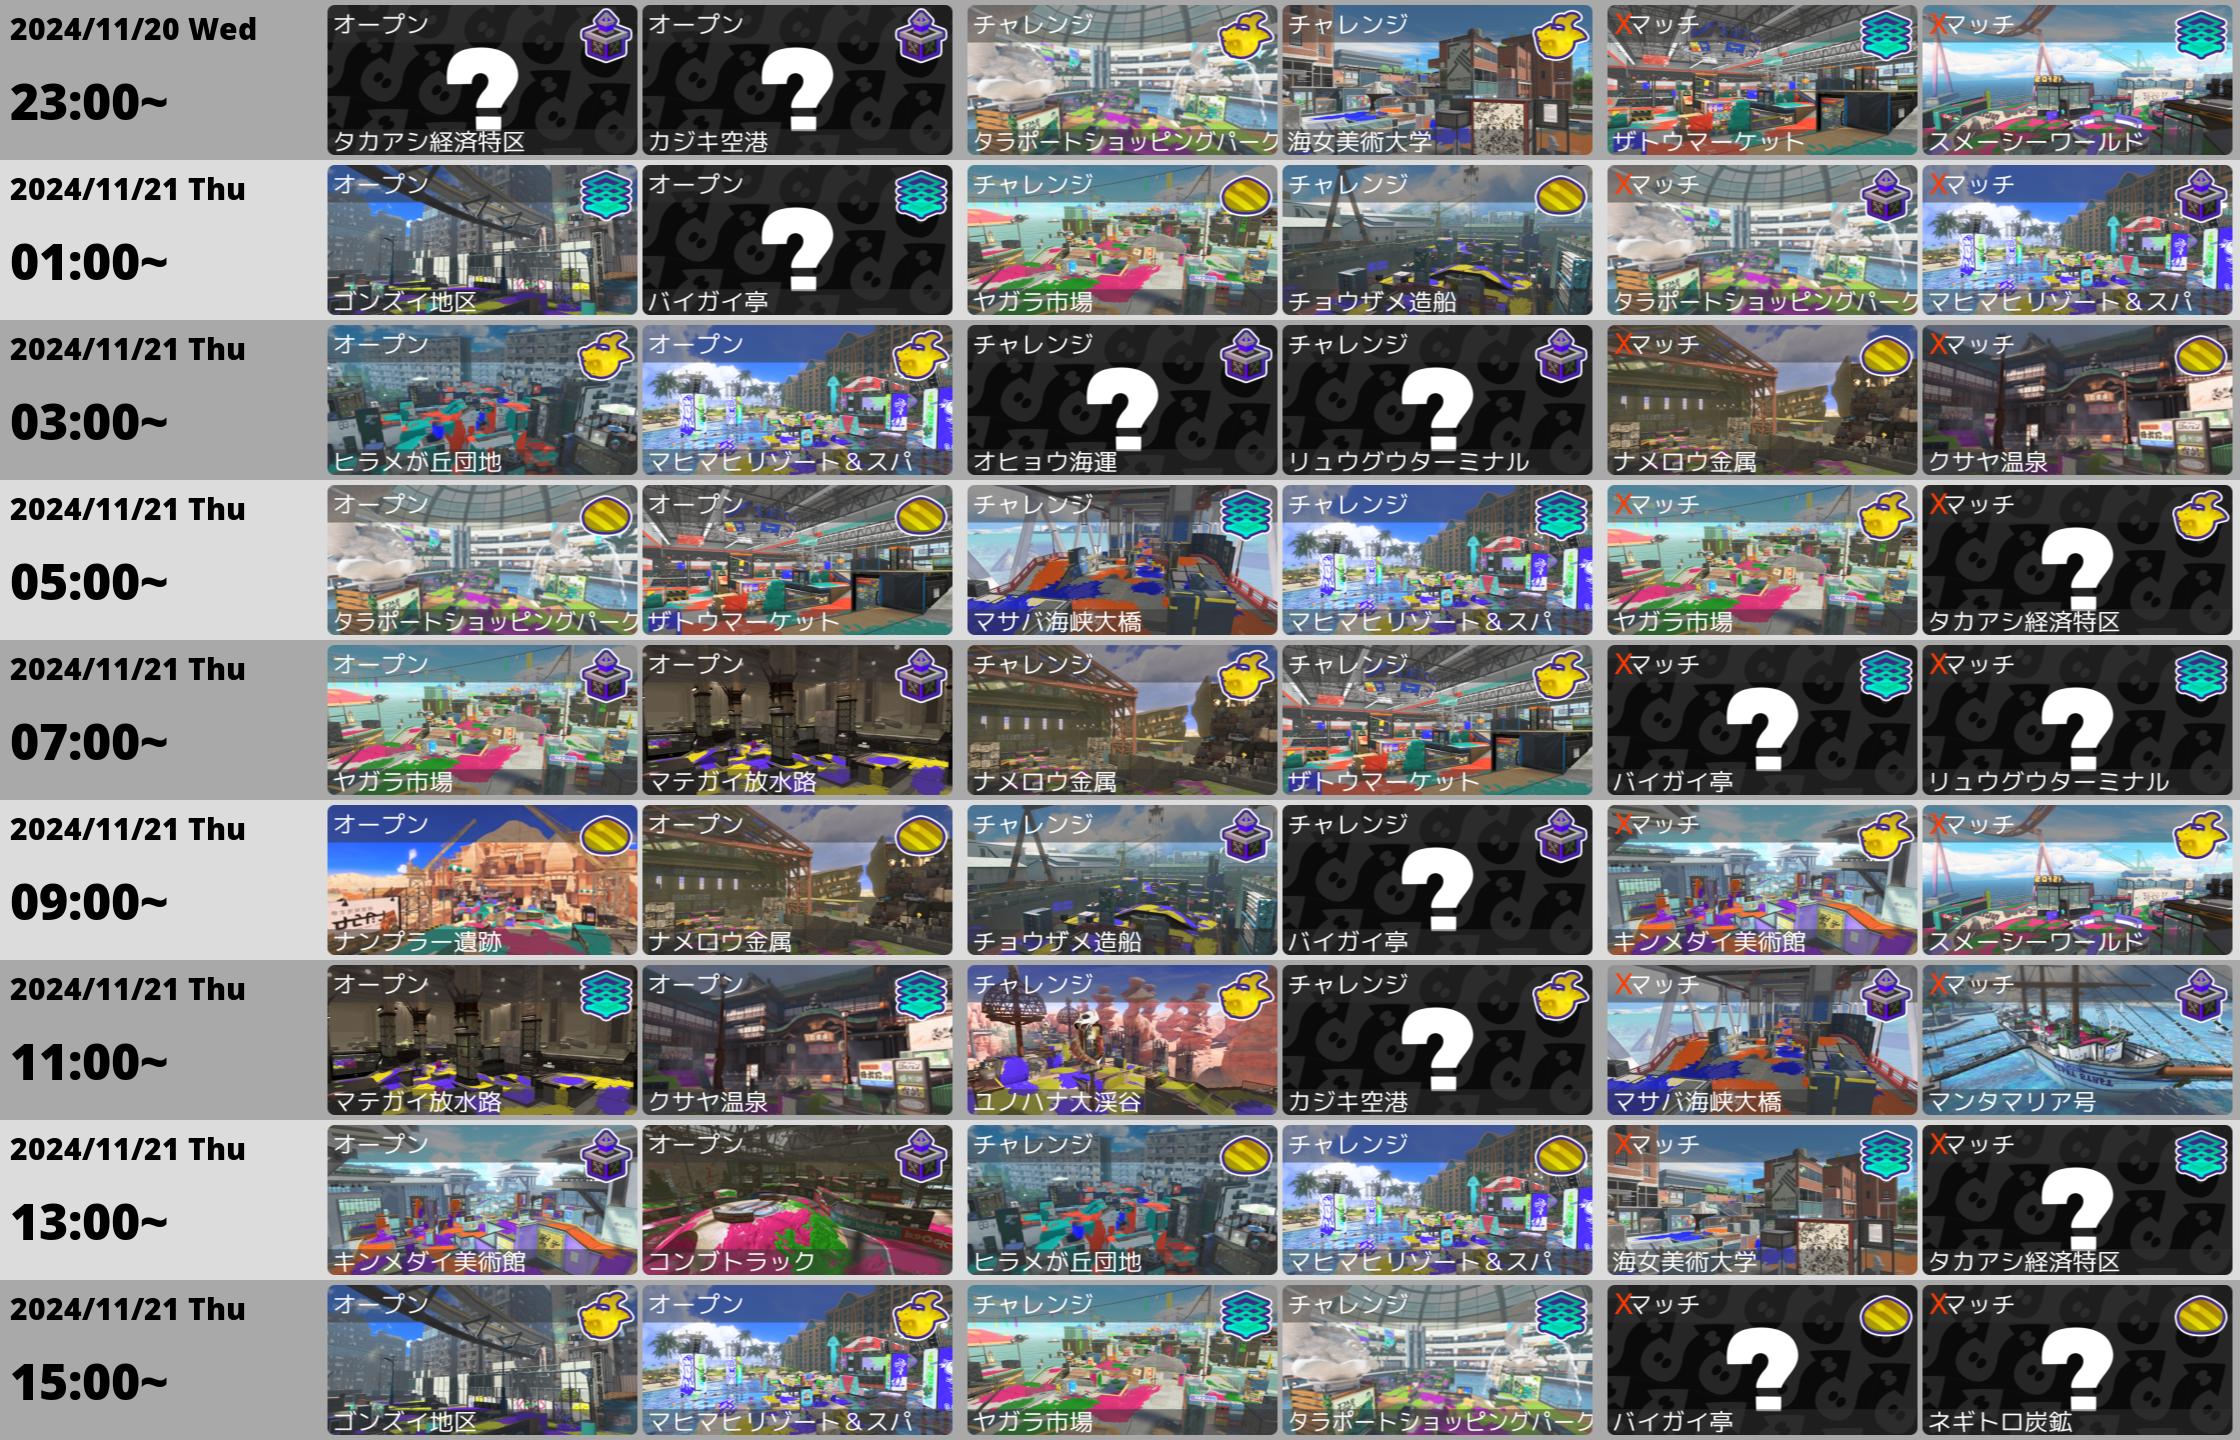 2024/11/20 Wed
23:00~
オープン
タカアシ経済特区
オープン
カジキ空港
チャレンジ
タラポートショッピングパーク
チャレンジ
海女美術大学
Xマッチ
ザトウマーケット
Xマッチ
スメーシーワールド
2024/11/21 Thu
01:00~
オープン
ゴンズイ地区
オープン
バイガイ亭
チャレンジ
ヤガラ市場
チャレンジ
チョウザメ造船
Xマッチ
タラポートショッピングパーク
Xマッチ
マヒマヒリゾート＆スパ
2024/11/21 Thu
03:00~
オープン
ヒラメが丘団地
オープン
マヒマヒリゾート＆スパ
チャレンジ
オヒョウ海運
チャレンジ
リュウグウターミナル
Xマッチ
ナメロウ金属
Xマッチ
クサヤ温泉
2024/11/21 Thu
05:00~
オープン
タラポートショッピングパーク
オープン
ザトウマーケット
チャレンジ
マサバ海峡大橋
チャレンジ
マヒマヒリゾート＆スパ
Xマッチ
ヤガラ市場
Xマッチ
タカアシ経済特区
2024/11/21 Thu
07:00~
オープン
ヤガラ市場
オープン
マテガイ放水路
チャレンジ
ナメロウ金属
チャレンジ
ザトウマーケット
Xマッチ
バイガイ亭
Xマッチ
リュウグウターミナル
2024/11/21 Thu
09:00~
オープン
ナンプラー遺跡
オープン
ナメロウ金属
チャレンジ
チョウザメ造船
チャレンジ
バイガイ亭
Xマッチ
キンメダイ美術館
Xマッチ
スメーシーワールド
2024/11/21 Thu
11:00~
オープン
マテガイ放水路
オープン
クサヤ温泉
チャレンジ
ユノハナ大渓谷
チャレンジ
カジキ空港
Xマッチ
マサバ海峡大橋
Xマッチ
マンタマリア号
2024/11/21 Thu
13:00~
オープン
キンメダイ美術館
オープン
コンブトラック
チャレンジ
ヒラメが丘団地
チャレンジ
マヒマヒリゾート＆スパ
Xマッチ
海女美術大学
Xマッチ
タカアシ経済特区
2024/11/21 Thu
15:00~
オープン
ゴンズイ地区
オープン
マヒマヒリゾート＆スパ
チャレンジ
ヤガラ市場
チャレンジ
タラポートショッピングパーク
Xマッチ
バイガイ亭
Xマッチ
ネギトロ炭鉱